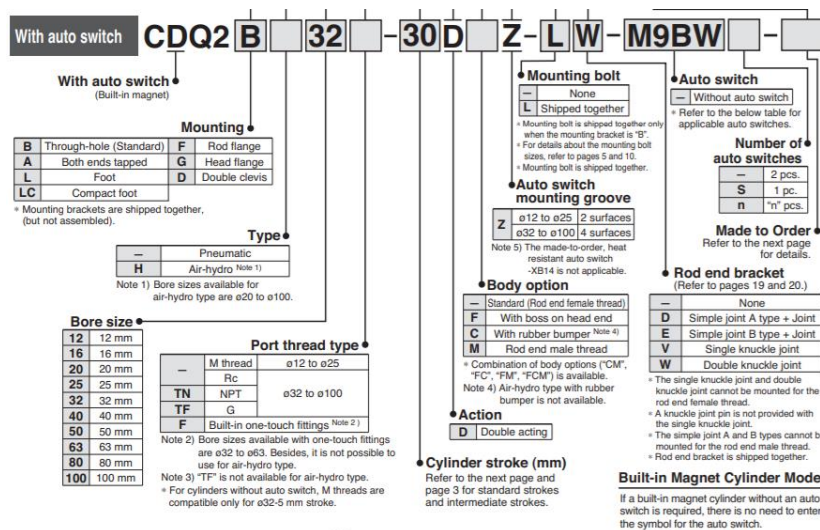 With auto switch
CDQ2 B 32 - 30 D Z - L W - M9BW -
With auto switch
(Built-in magnet)
Mounting
B Through-hole (Standard) F Rod flange
A Both ends tapped G Head flange
L Foot D Double clevis
LC Compact foot
* Mounting brackets are shipped together,
(but not assembled).
Type
— Pneumatic
H Air-hydro Note 1)
Note 1) Bore sizes available for
air-hydro type are ø20 to ø100.
Bore size
12 12 mm
16 16 mm
20 20 mm
25 25 mm
32 32 mm
40 40 mm
50 50 mm
63 63 mm
80 80 mm
100 100 mm
Port thread type
— M thread ø12 to ø25
Rc ø32 to ø100
TN NPT
TF G
F Built-in one-touch fittings Note 2)
Note 2) Bore sizes available with one-touch fittings
are ø32 to ø63. Besides, it is not possible to
use for air-hydro type.
Note 3) "TF" is not available for air-hydro type.
* For cylinders without auto switch, M threads are
compatible only for ø32-5 mm stroke.
Mounting bolt
— None
L Shipped together
* Mounting bolt is shipped together only
when the mounting bracket is "B".
* For details about the mounting bolt
sizes, refer to pages 5 and 10.
* Mounting bolt is shipped together.
Auto switch
mounting groove
Z ø12 to ø25 2 surfaces
ø32 to ø100 4 surfaces
Note 5) The made-to-order, heat
resistant auto switch
-XB14 is not applicable.
Body option
— Standard (Rod end female thread)
F With boss on head end
C With rubber bumper Note 4)
M Rod end male thread
* Combination of body options ("CM",
"FC", "FM", "FCM") is available.
Note 4) Air-hydro type with rubber
bumper is not available.
Action
D Double acting
Cylinder stroke (mm)
Refer to the next page and
page 3 for standard strokes
and intermediate strokes.
Auto switch
— Without auto switch
* Refer to the below table for
applicable auto switches.
Number of
auto switches
— 2 pcs.
S 1 pc.
n "n" pcs.
Made to Order
Refer to the next page
for details.
Rod end bracket
(Refer to pages 19 and 20.)
— None
D Simple joint A type + Joint
E Simple joint B type + Joint
V Single knuckle joint
W Double knuckle joint
* The single knuckle joint and double
knuckle joint cannot be mounted for the
rod end female thread.
* A knuckle joint pin is not provided with
the single knuckle joint.
* The simple joint A and B types cannot b
mounted for the rod end male thread.
* Rod end bracket is shipped together.
Built-in Magnet Cylinder Mode
If a built-in magnet cylinder without an auto
switch is required, there is no need to enter
the symbol for the auto switch.